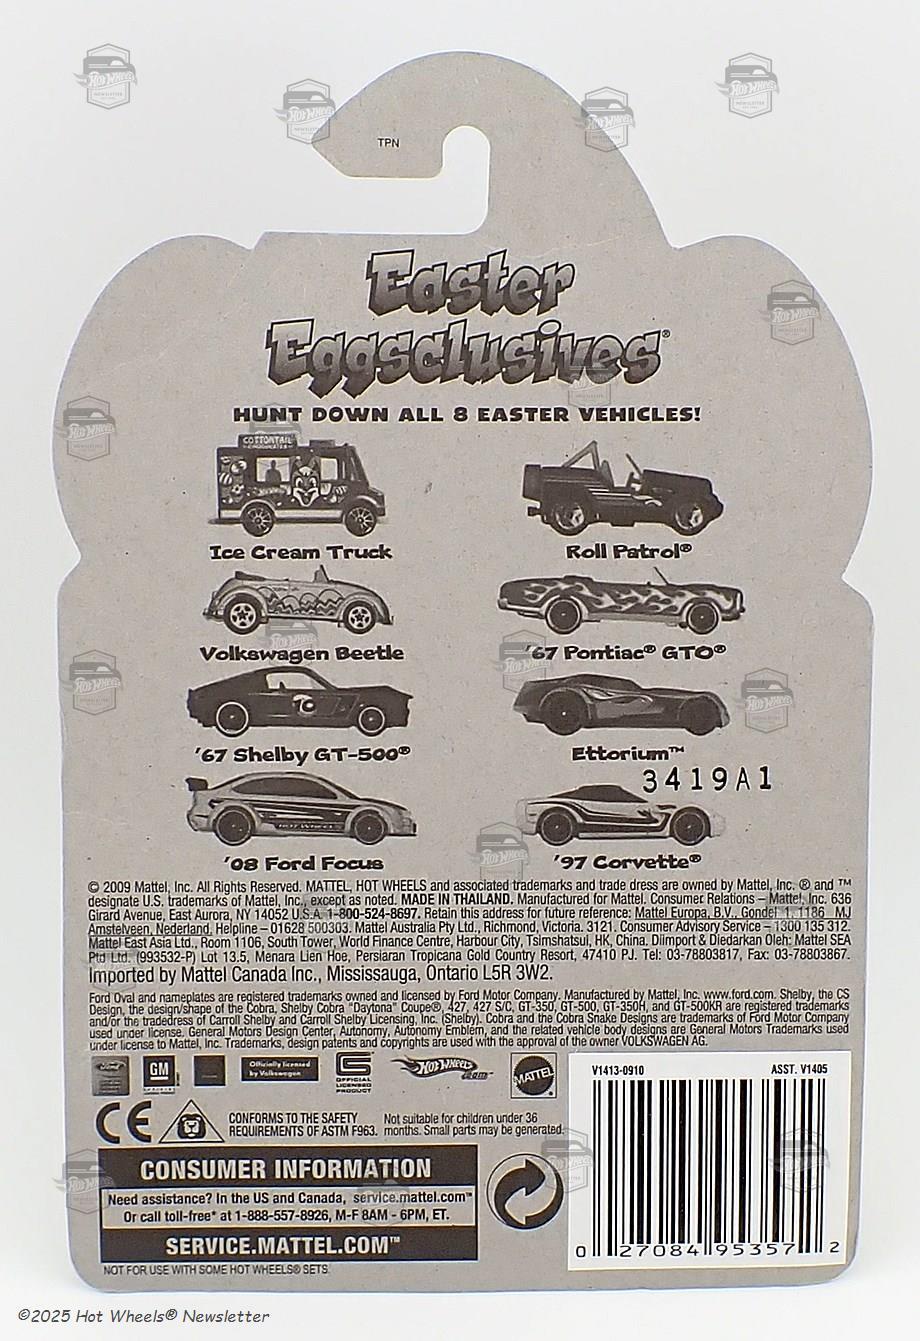 TPN
Easter
Eggsclusives®
HUNT DOWN ALL 8 EASTER VEHICLES!
COTTONTAIL
Ice Cream Truck
Roll Patrol®
Volkswagen Beetle
'67 Pontiac® GTO®
'67 Shelby GT-500®
Ettorium™
3419A1
HOT WHEELS
'08 Ford Focus
'97 Corvette®
© 2009 Mattel, Inc. All Rights Reserved. MATTEL, HOT WHEELS and associated trademarks and trade dress are owned by Mattel, Inc. ® and ™
designate U.S. trademarks of Mattel, Inc., except as noted. MADE IN THAILAND. Manufactured for Mattel. Consumer Relations – Mattel, Inc. 636
Girard Avenue, East Aurora, NY 14052 U.S.A. 1-800-524-8697. Retain this address for future reference: Mattel Europa, B.V., Gondel 1, 1186 MJ
Amstelveen, Nederland. Helpline – 01628 500303. Mattel Australia Pty Ltd., Richmond, Victoria. 3121. Consumer Advisory Service – 1300 135 312.
Mattel East Asia Ltd., Room 1106, South Tower, World Finance Centre, Harbour City, Tsimshatsui, HK, China. Diimport & Diedarkan Oleh: Mattel SEA
Ptd Ltd. (993532-P) Lot 13.5, Menara Lien Hoe, Persiaran Tropicana Golf Country Resort, 47410 PJ. Tel: 03-78803817, Fax: 03-78803867.
Imported by Mattel Canada Inc., Mississauga, Ontario L5R 3W2.
Ford Oval and nameplates are registered trademarks owned and licensed by Ford Motor Company. Manufactured by Mattel, Inc. www.ford.com. Shelby, the CS
Design, the design/shape of the Cobra, Shelby Cobra "Daytona" Coupe®, 427, 427 S/C, GT-350, GT-500, GT-350H, and GT-500KR are registered trademarks
and/or the tradedress of Carroll Shelby and Carroll Shelby Licensing, Inc. (Shelby). Cobra and the Cobra Snake Designs are trademarks of Ford Motor Company
used under license. General Motors Design Center, Autonomy, Autonomy Emblem, and the related vehicle body designs are General Motors Trademarks used
under license to Mattel, Inc. Trademarks, design patents and copyrights are used with the approval of the owner VOLKSWAGEN AG.
Ford
GM
Officially licensed
by Volkswagen
OFFICIAL
LICENSED
PRODUCT
Hot Wheels
.com
MATTEL
CE
CONFORMS TO THE SAFETY
REQUIREMENTS OF ASTM F963.
Not suitable for children under 36
months. Small parts may be generated.
V1413-0910
ASST. V1405
CONSUMER INFORMATION
Need assistance? In the US and Canada, service.mattel.com™
Or call toll-free* at 1-888-557-8926, M-F 8AM - 6PM, ET.
SERVICE.MATTEL.COM™
0 27084 95357 2
NOT FOR USE WITH SOME HOT WHEELS® SETS.
©2025 Hot Wheels® Newsletter